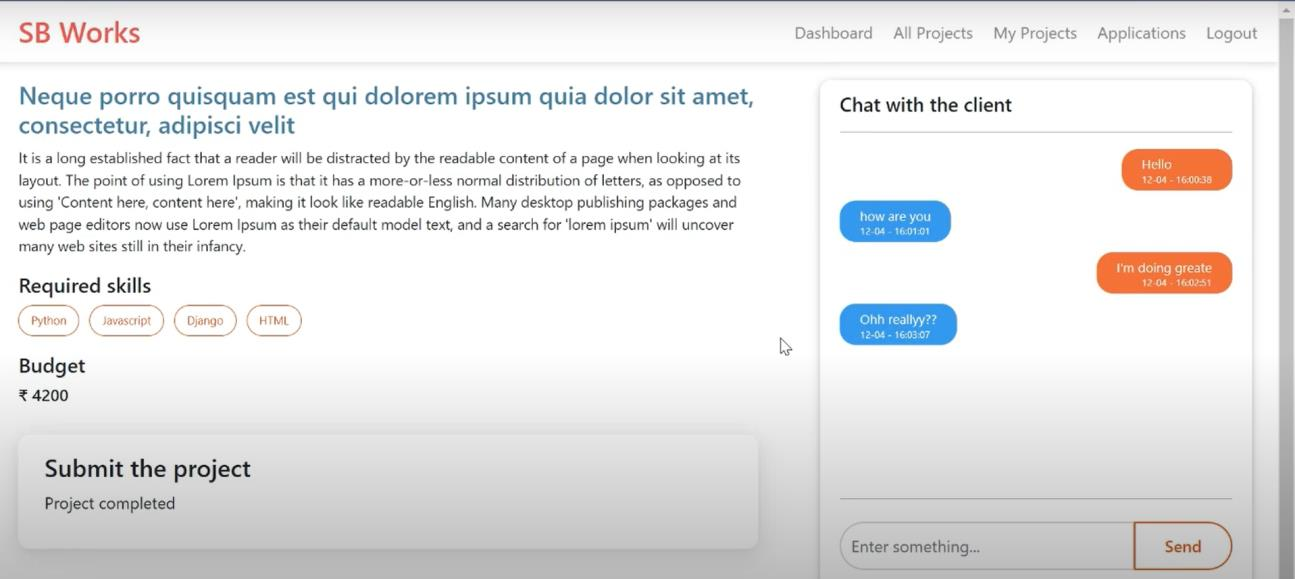 SB Works
Dashboard All Projects My Projects Applications Logout
Neque porro quisquam est qui dolorem ipsum quia dolor sit amet,
consectetur, adipisci velit
It is a long established fact that a reader will be distracted by the readable content of a page when looking at its
layout. The point of using Lorem Ipsum is that it has a more-or-less normal distribution of letters, as opposed to
using 'Content here, content here', making it look like readable English. Many desktop publishing packages and
web page editors now use Lorem Ipsum as their default model text, and a search for 'lorem ipsum' will uncover
many web sites still in their infancy.
Required skills
Python Javascript Django HTML
Budget
₹ 4200
Submit the project
Project completed
Chat with the client
Hello
12-04 - 16:00:38
how are you
12-04 - 16:01:01
I'm doing greate
12-04 - 16:02:51
Ohh reallyy??
12-04 - 16:03:07
Enter something...
Send